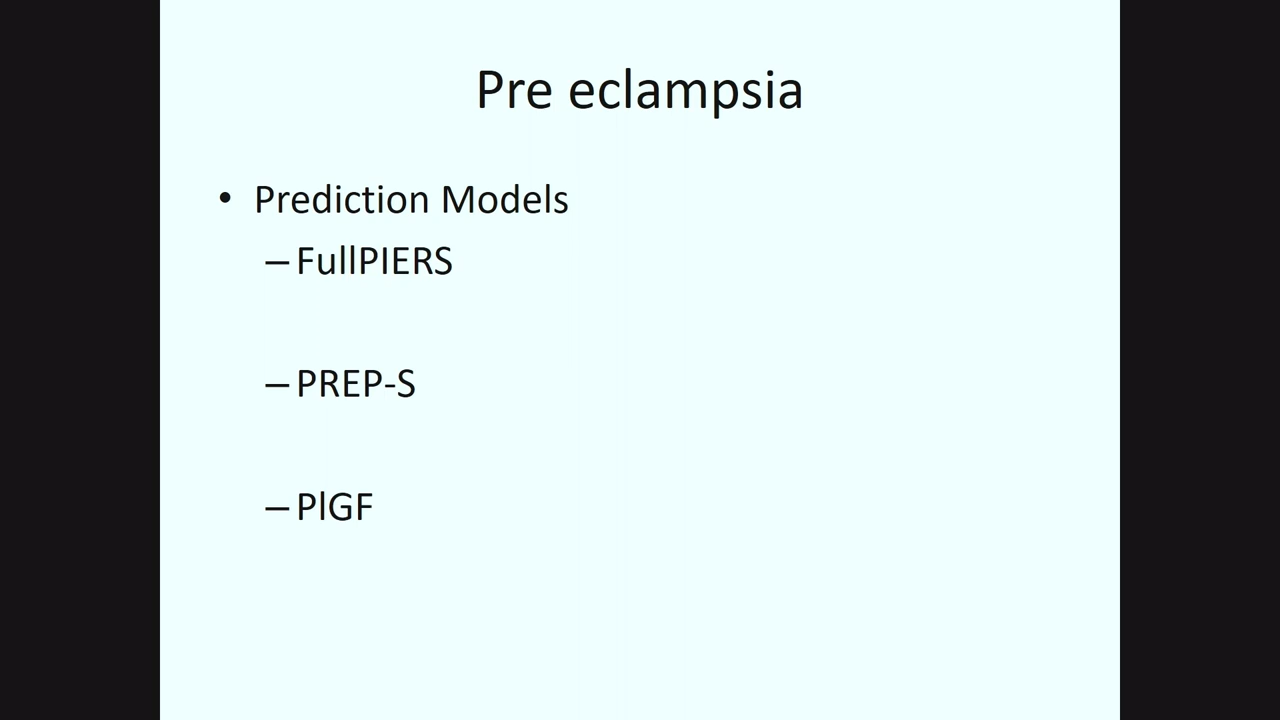 Pre eclampsia
• Prediction Models
– FullPIERS
– PREP-S
– PlGF